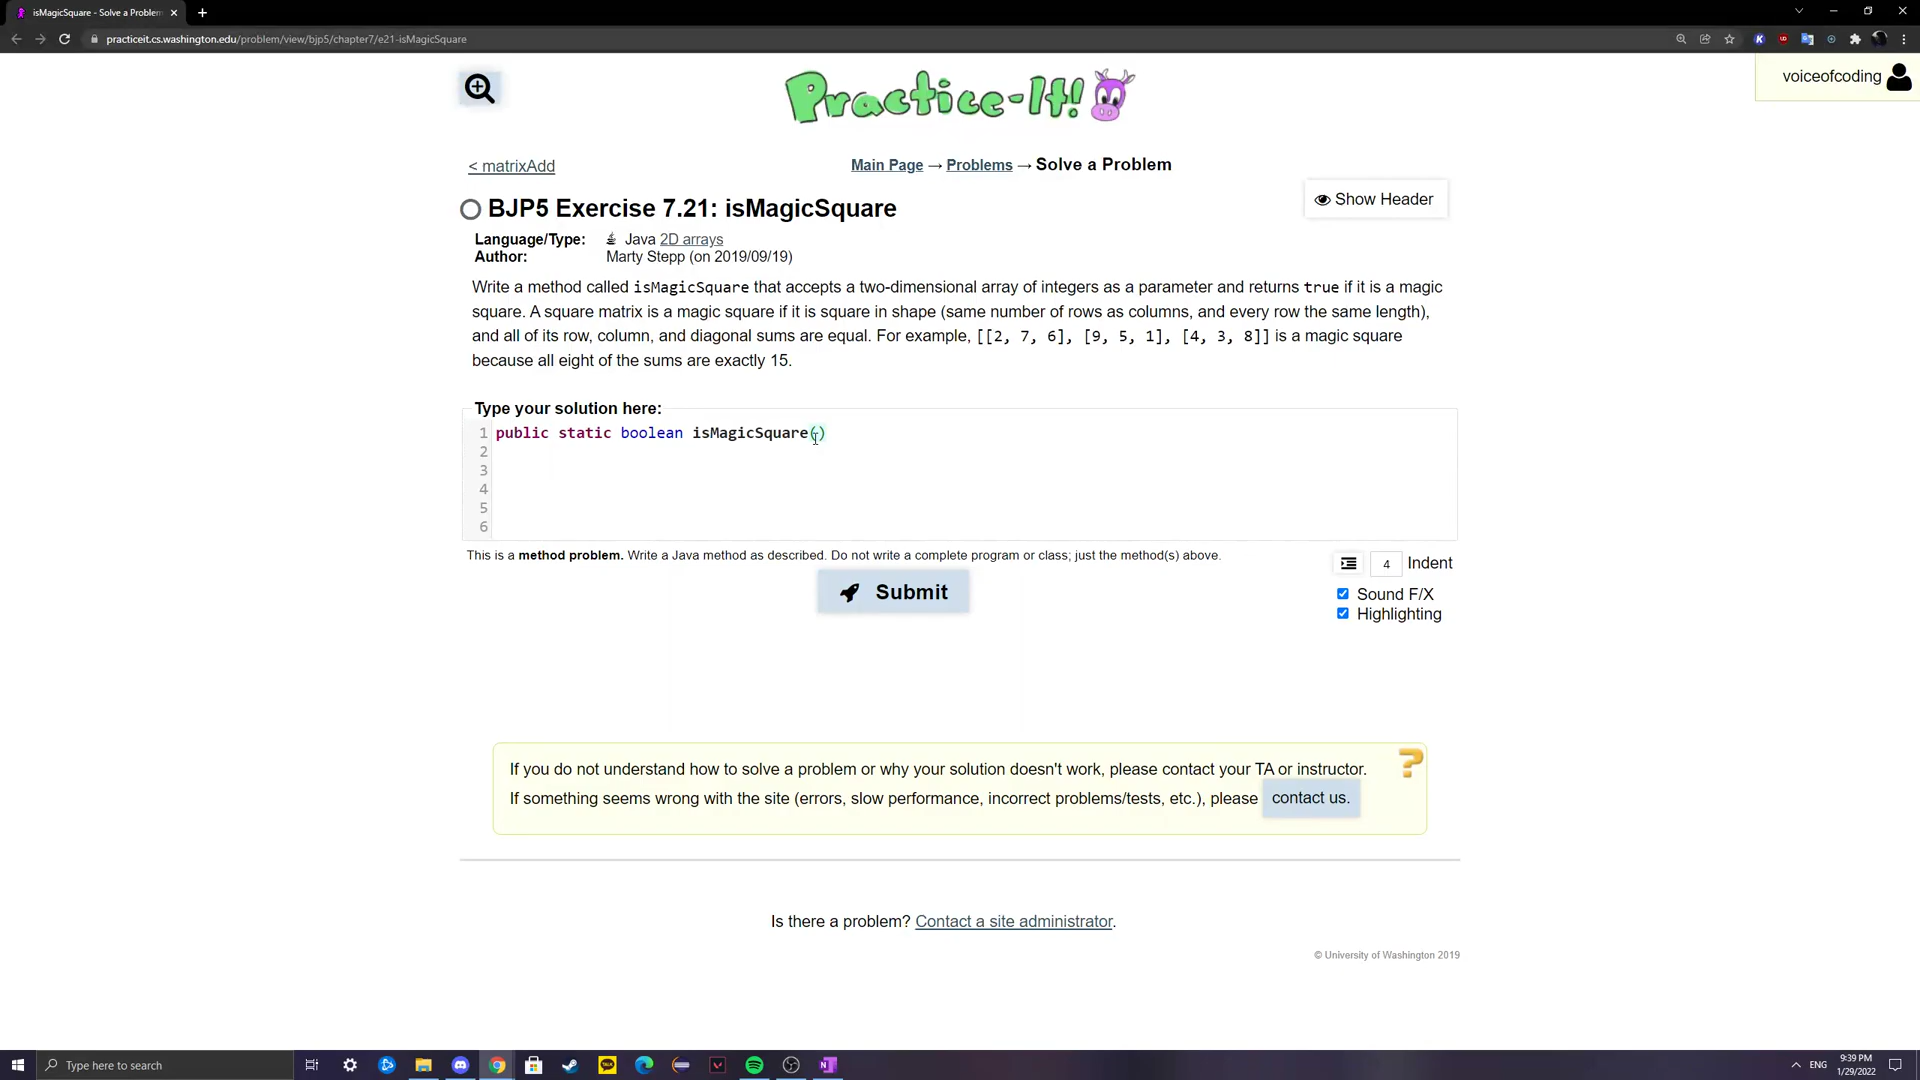 isMagicSquare - Solve a Problem
practiceit.cs.washington.edu/problem/view/bjp5/chapter7/e21-isMagicSquare
Practice-It!
voiceofcoding
< matrixAdd
Main Page → Problems → Solve a Problem
Show Header
BJP5 Exercise 7.21: isMagicSquare
Language/Type: Java 2D arrays
Author: Marty Stepp (on 2019/09/19)
Write a method called isMagicSquare that accepts a two-dimensional array of integers as a parameter and returns true if it is a magic
square. A square matrix is a magic square if it is square in shape (same number of rows as columns, and every row the same length),
and all of its row, column, and diagonal sums are equal. For example, [[2, 7, 6], [9, 5, 1], [4, 3, 8]] is a magic square
because all eight of the sums are exactly 15.
Type your solution here:
1 public static boolean isMagicSquare()
2
3
4
5
6
This is a method problem. Write a Java method as described. Do not write a complete program or class; just the method(s) above.
4 Indent
Submit
Sound F/X
Highlighting
If you do not understand how to solve a problem or why your solution doesn't work, please contact your TA or instructor.
If something seems wrong with the site (errors, slow performance, incorrect problems/tests, etc.), please contact us.
Is there a problem? Contact a site administrator.
© University of Washington 2019
Type here to search
ENG
9:39 PM
1/29/2022